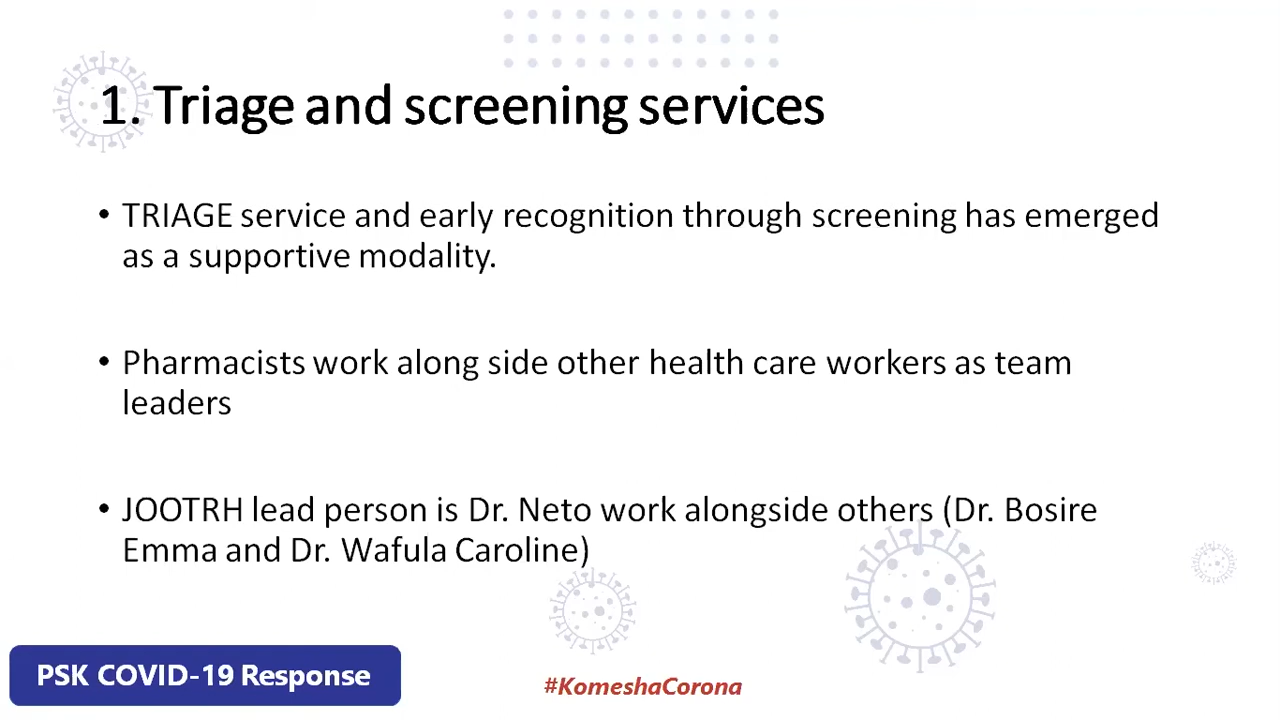 1. Triage and screening services
• TRIAGE service and early recognition through screening has emerged
as a supportive modality.
• Pharmacists work along side other health care workers as team
leaders
• JOOTRH lead person is Dr. Neto work alongside others (Dr. Bosire
Emma and Dr. Wafula Caroline)
PSK COVID-19 Response
#KomeshaCorona